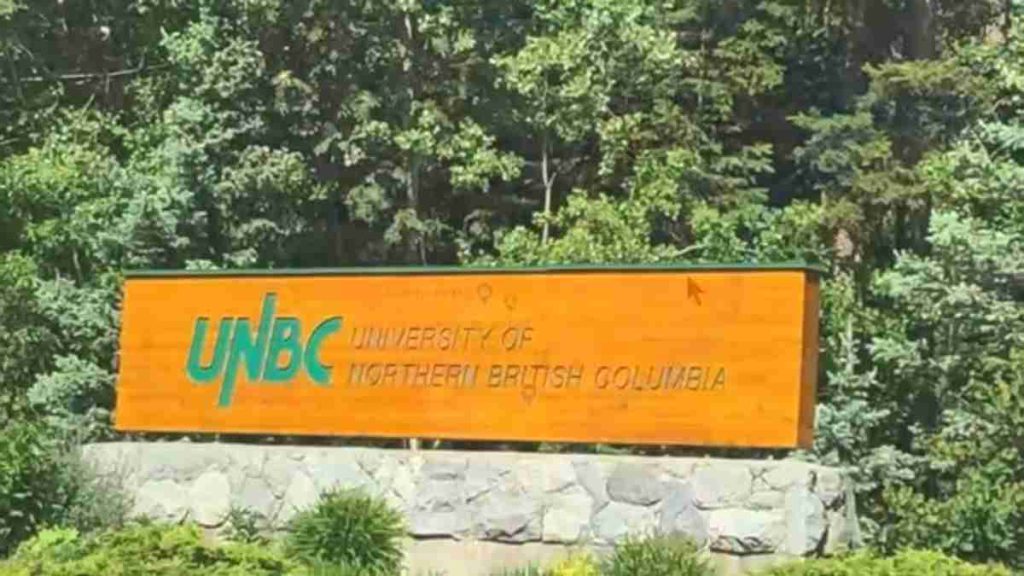 UNBC
UNIVERSITY OF
NORTHERN BRITISH COLUMBIA